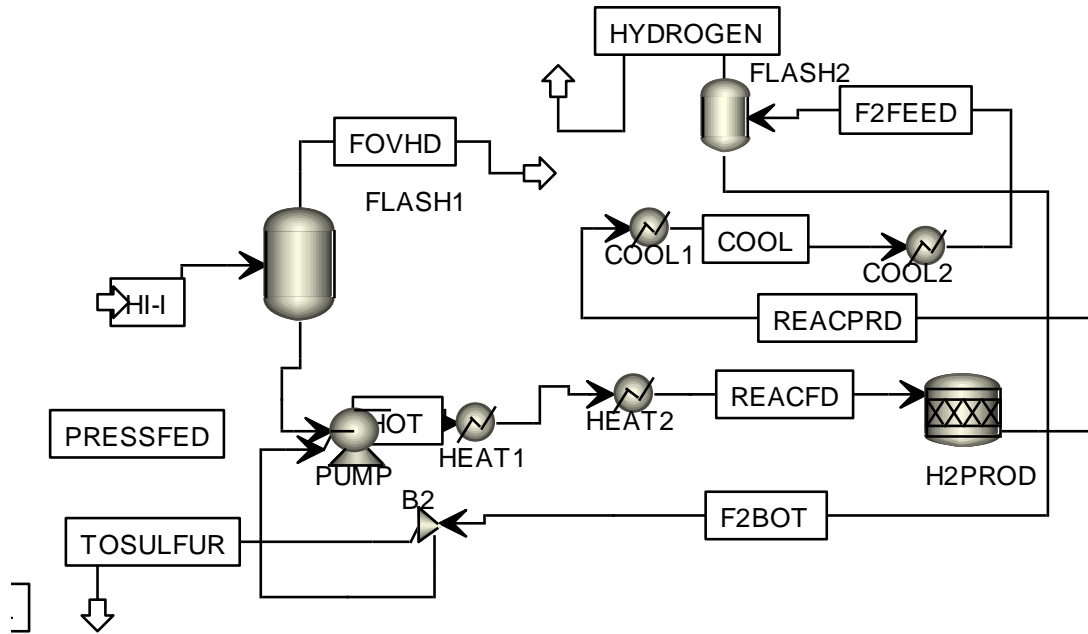 HYDROGEN
FLASH2
F2FEED
FOVHD
FLASH1
COOL1
COOL
COOL2
HI-I
REACPRD
REACFD
HEAT2
HOT
HEAT1
PRESSFED
PUMP
H2PROD
B2
F2BOT
TOSULFUR